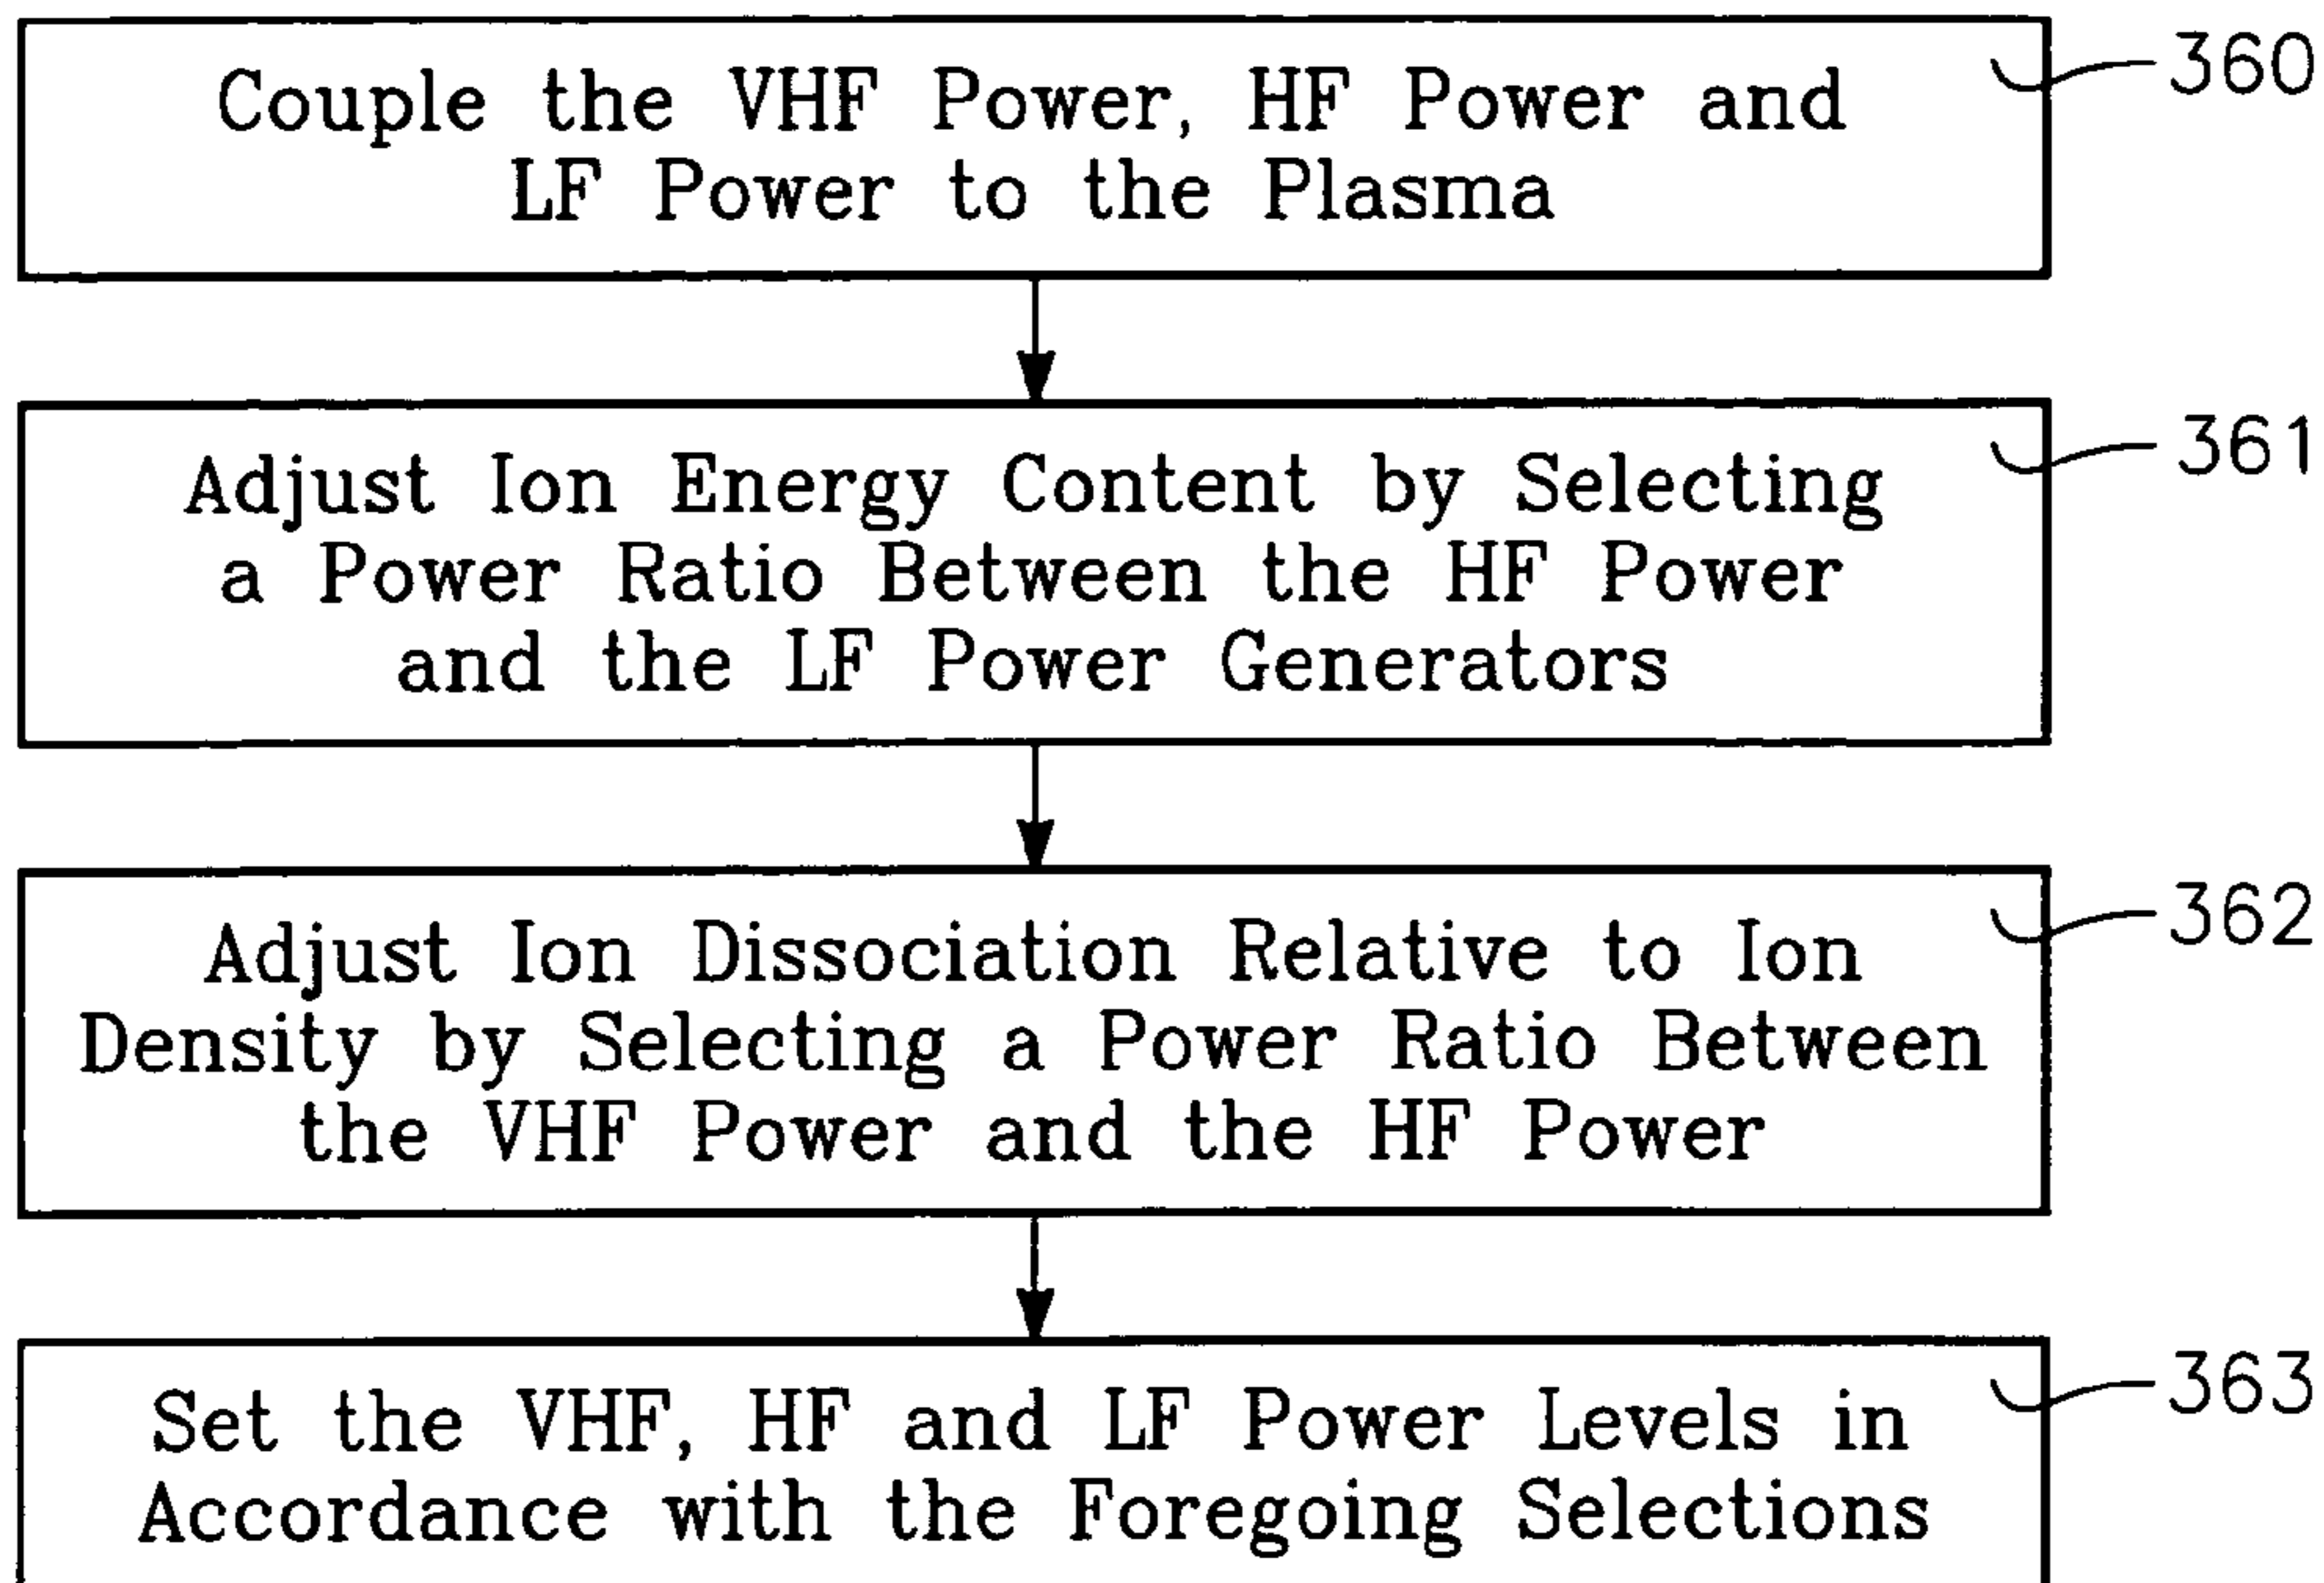 Couple the VHF Power, HF Power and
LF Power to the Plasma
360
Adjust Ion Energy Content by Selecting
a Power Ratio Between the HF Power
and the LF Power Generators
361
Adjust Ion Dissociation Relative to Ion
Density by Selecting a Power Ratio Between
the VHF Power and the HF Power
362
Set the VHF, HF and LF Power Levels in
Accordance with the Foregoing Selections
363